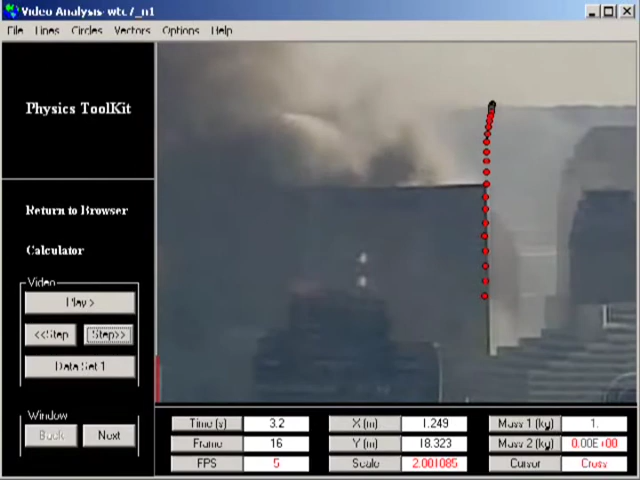 Video Analysis- wtc7_n1
File Lines Circles Vectors Options Help
Physics ToolKit
Return to Browser
Calculator
Video
Play >
<<Step Step>>
Data Set 1
Window
Back Next
Time (s) 3.2 X (m) 1.249 Mass 1 (kg) 1.
Frame 16 Y (m) 18.323 Mass 2 (kg) 0.00E+00
FPS 5 Scale 2.001085 Cursor Cross